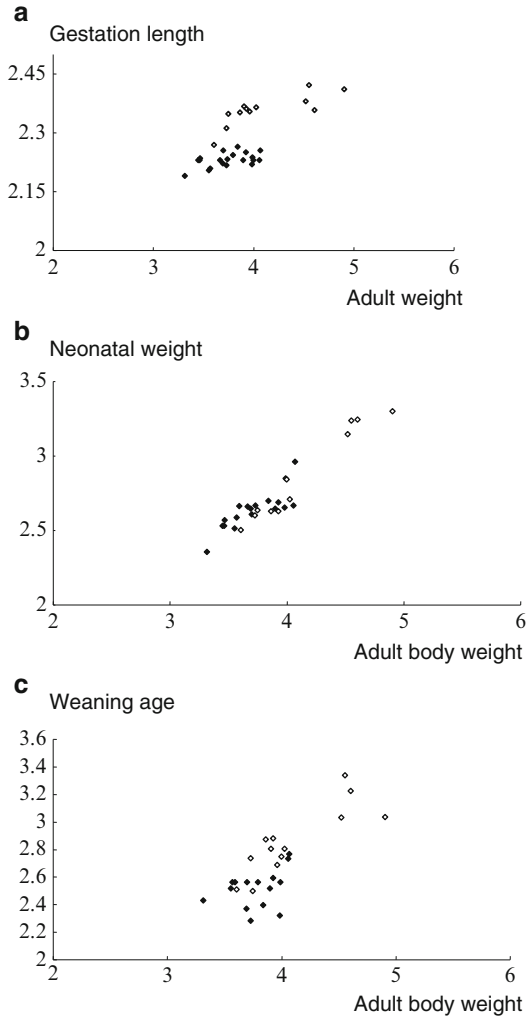 a
Gestation length
2.45
2.3
2.15
2
2 3 4 5 6
Adult weight
b
Neonatal weight
3.5
3
2.5
2
2 3 4 5 6
Adult body weight
c
Weaning age
3.6
3.4
3.2
3
2.8
2.6
2.4
2.2
2
2 3 4 5 6
Adult body weight